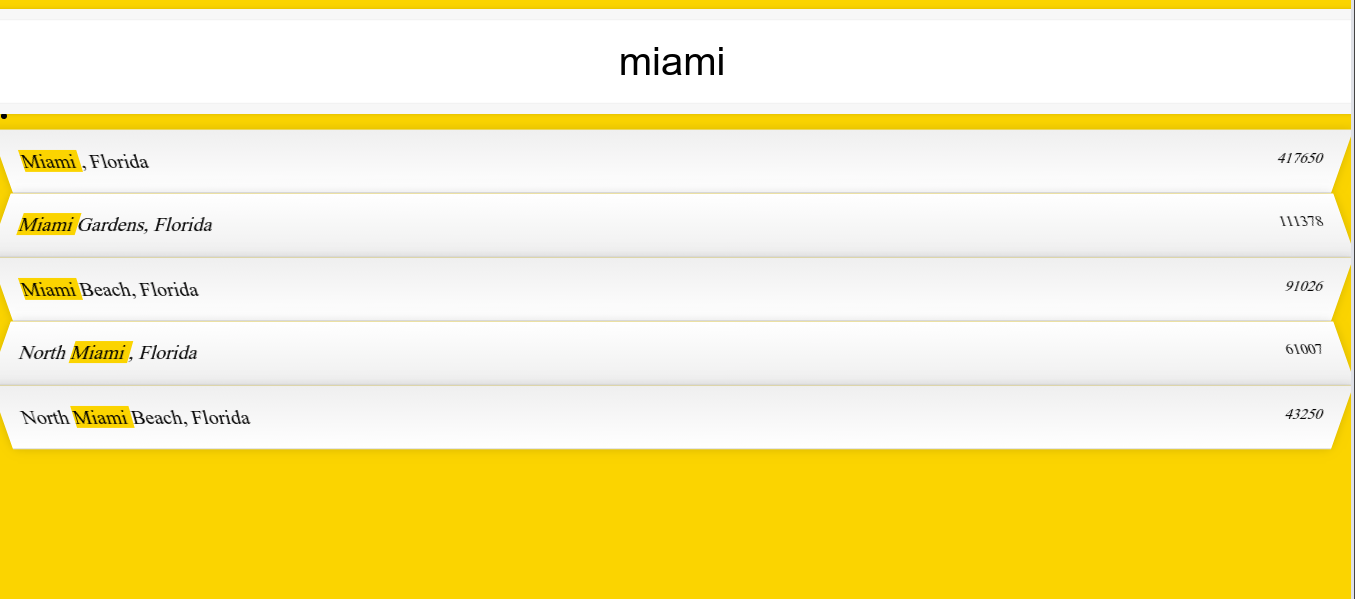 miami
Miami , Florida 417650
Miami Gardens, Florida 111378
Miami Beach, Florida 91026
North Miami , Florida 61007
North Miami Beach, Florida 43250